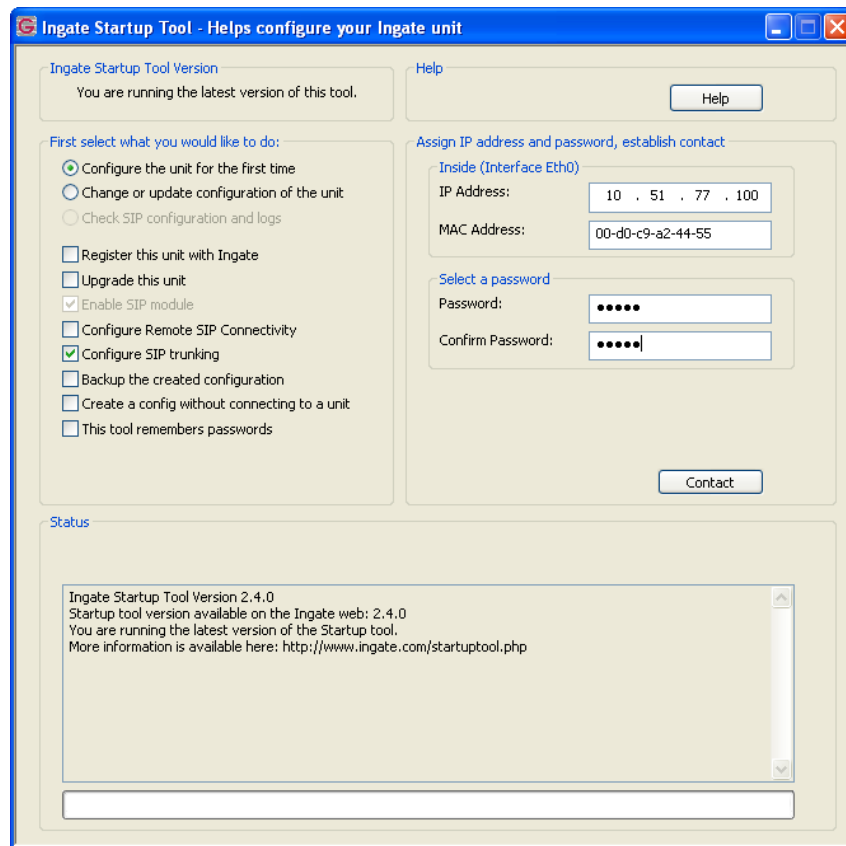 Ingate Startup Tool - Helps configure your Ingate unit
Ingate Startup Tool Version
You are running the latest version of this tool.
Help
Help
First select what you would like to do:
Configure the unit for the first time
Change or update configuration of the unit
Check SIP configuration and logs
Register this unit with Ingate
Upgrade this unit
Enable SIP module
Configure Remote SIP Connectivity
Configure SIP trunking
Backup the created configuration
Create a config without connecting to a unit
This tool remembers passwords
Assign IP address and password, establish contact
Inside (Interface Eth0)
IP Address: 10 . 51 . 77 . 100
MAC Address: 00-d0-c9-a2-44-55
Select a password
Password: •••••
Confirm Password: •••••
Contact
Status
Ingate Startup Tool Version 2.4.0
Startup tool version available on the Ingate web: 2.4.0
You are running the latest version of the Startup tool.
More information is available here: http://www.ingate.com/startuptool.php